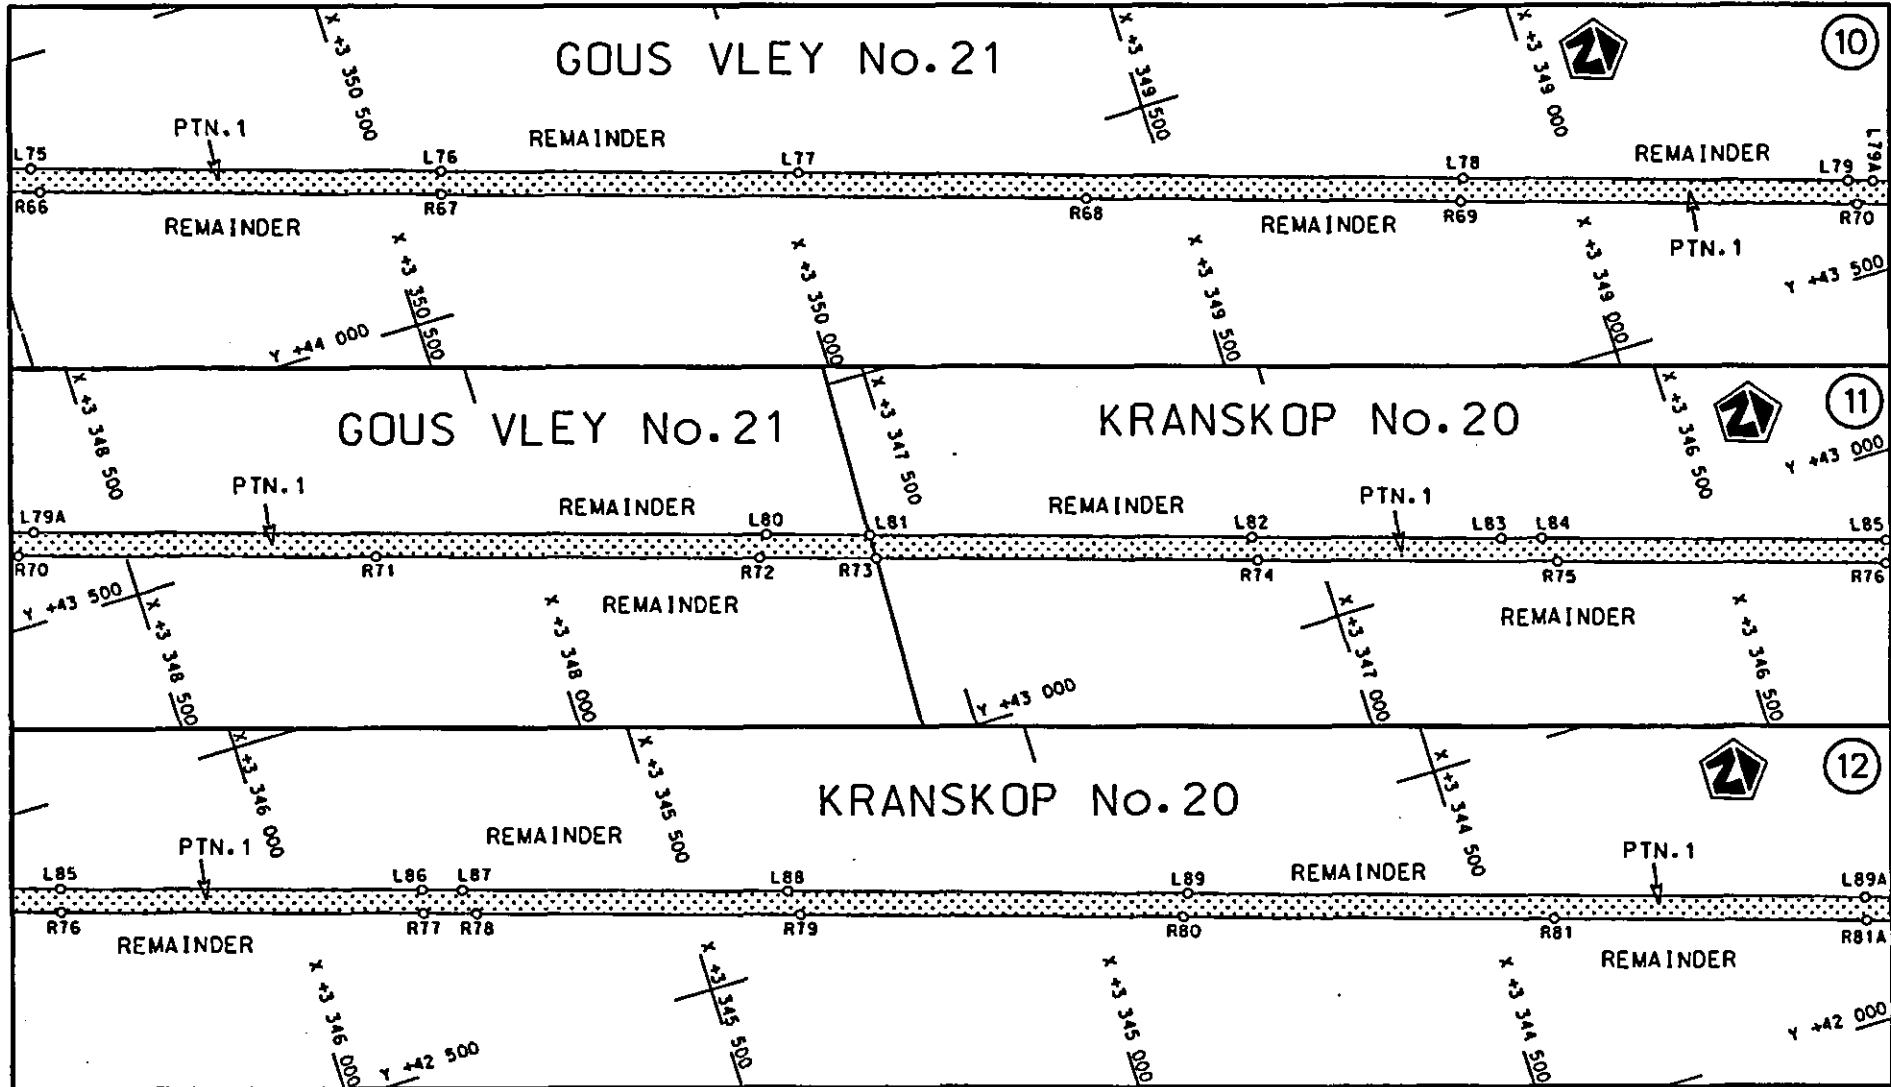 X +3 350 500
GOUS VLEY No.21
X +3 349 500
X +3 349 000
N
10
PTN.1
REMAINDER
REMAINDER
L75
L76
L77
L78
L79
L79A
R66
R67
R68
R69
R70
REMAINDER
REMAINDER
PTN.1
X +3 350 500
X +3 350 000
X +3 349 500
X +3 349 000
Y +43 500
Y +44 000
X +3 348 500
GOUS VLEY No.21
X +3 347 500
KRANSKOP No.20
X +3 346 500
N
11
Y +43 000
PTN.1
REMAINDER
REMAINDER
PTN.1
L79A
L80
L81
L82
L83
L84
L85
R70
R71
R72
R73
R74
R75
R76
Y +43 500
X +3 348 500
X +3 348 000
REMAINDER
Y +43 000
X +3 347 000
REMAINDER
X +3 346 500
X +3 346 000
X +3 345 500
KRANSKOP No.20
X +3 344 500
N
12
PTN.1
REMAINDER
REMAINDER
PTN.1
L85
L86
L87
L88
L89
L89A
R76
R77
R78
R79
R80
R81
R81A
REMAINDER
REMAINDER
X +3 346 000
Y +42 500
X +3 345 500
X +3 345 000
X +3 344 500
Y +42 000